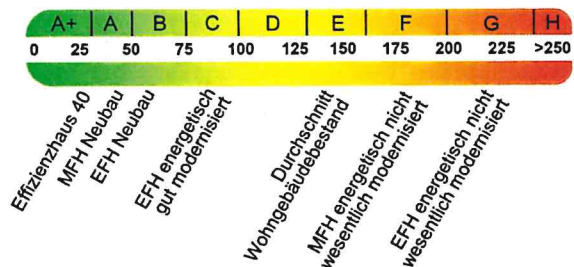 A+ A B C D E F G H
0 25 50 75 100 125 150 175 200 225 >250
Effizienzhaus 40
MFH Neubau
EFH Neubau
EFH energetisch
gut modernisiert
Durchschnitt
Wohngebäudebestand
MFH energetisch nicht
wesentlich modernisiert
EFH energetisch nicht
wesentlich modernisiert